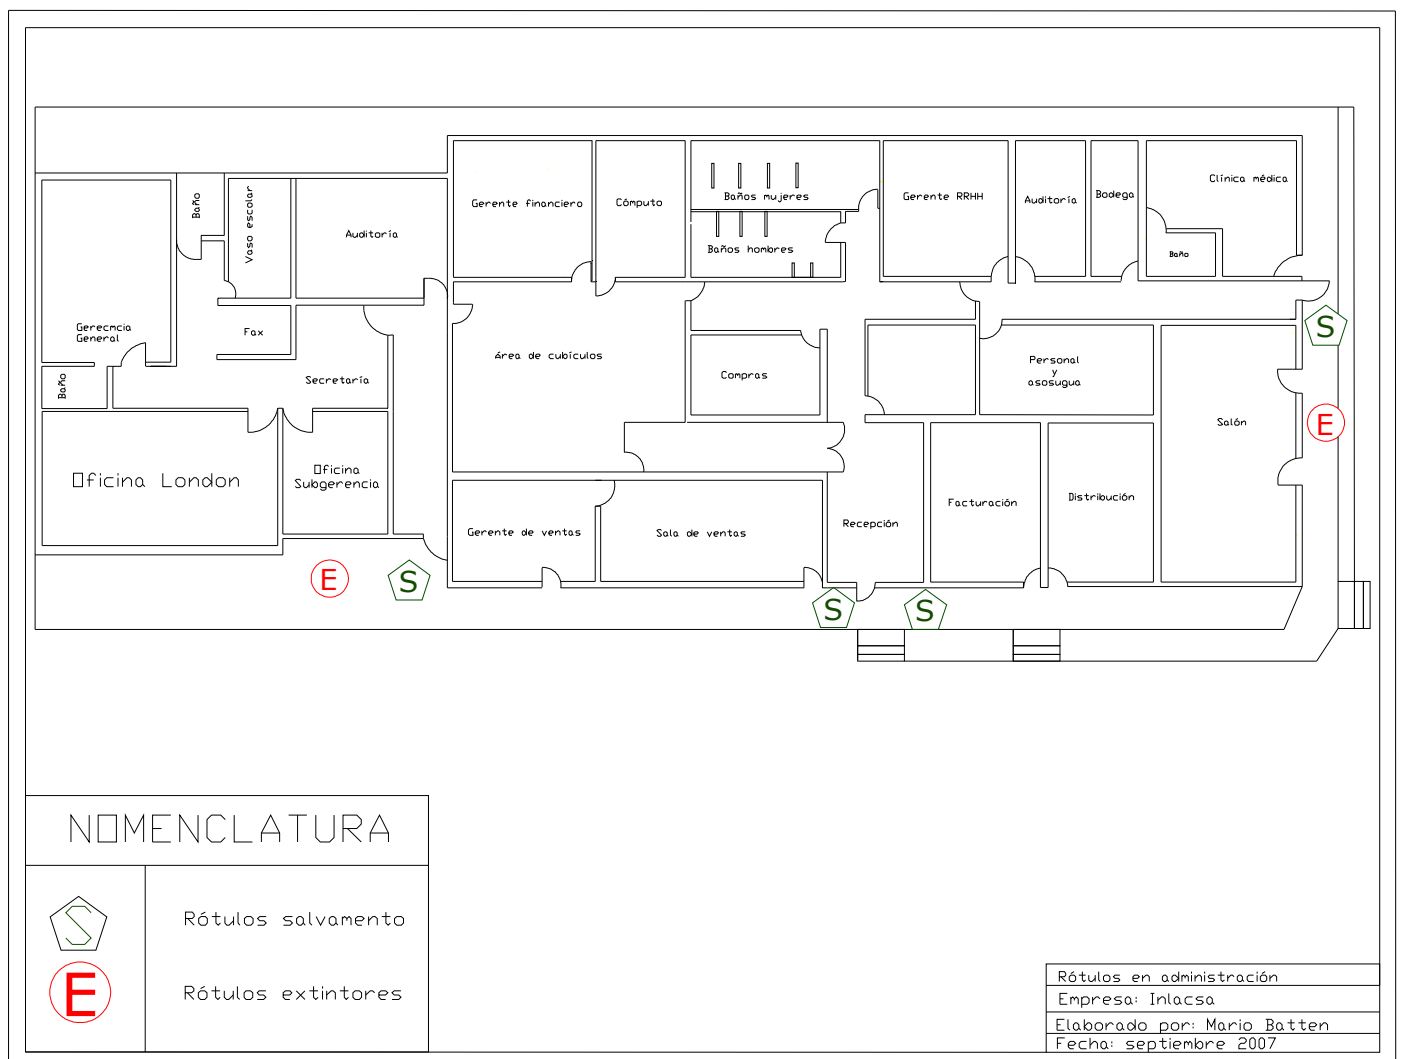 Baño
Vaso escolar
Auditoría
Gerente financiero
Cómputo
Baños mujeres
Baños hombres
Gerente RRHH
Auditoría
Bodega
Clínica médica
Baño
Gerecmcia
General
Fax
Baño
Secretaría
Área de cubículos
Compras
Personal
y
asosugua
Salón
S
E
Oficina London
Oficina
Subgerencia
Gerente de ventas
Sala de ventas
Recepción
Facturación
Distribución
E
S
S
S
NOMENCLATURA
S
Rótulos salvamento
E
Rótulos extintores
Rótulos en administración
Empresa: Inlacsa
Elaborado por: Mario Batten
Fecha: septiembre 2007